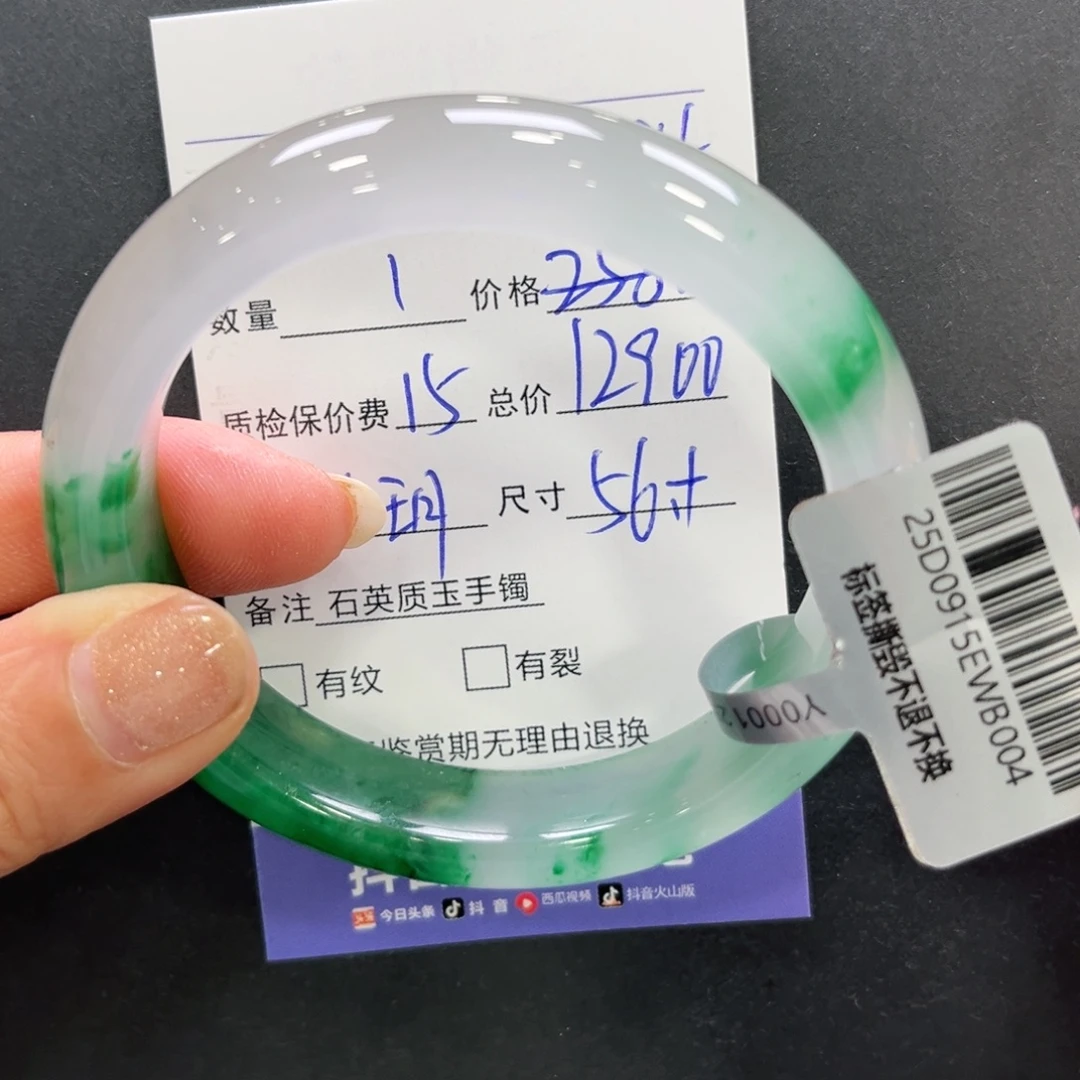 数量 1 价格
质检保价费 15 总价 12900
尺寸 56寸
备注 石英质玉手镯
有纹 有裂
鉴赏期无理由退换
今日头条 抖音 西瓜视频 抖音火山版
25D0915EWB004
标签撕毁不退不换
Y00012